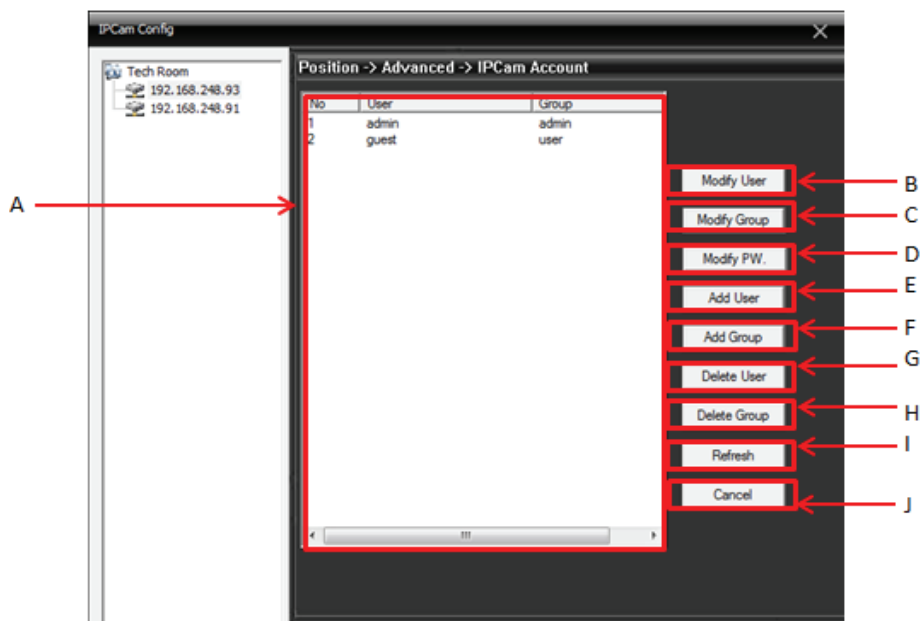 IPCam Config
Tech Room
192.168.248.93
192.168.248.91
Position -> Advanced -> IPCam Account
No User Group
1 admin admin
2 guest user
A
Modify User B
Modify Group C
Modify PW. D
Add User E
Add Group F
Delete User G
Delete Group H
Refresh I
Cancel J